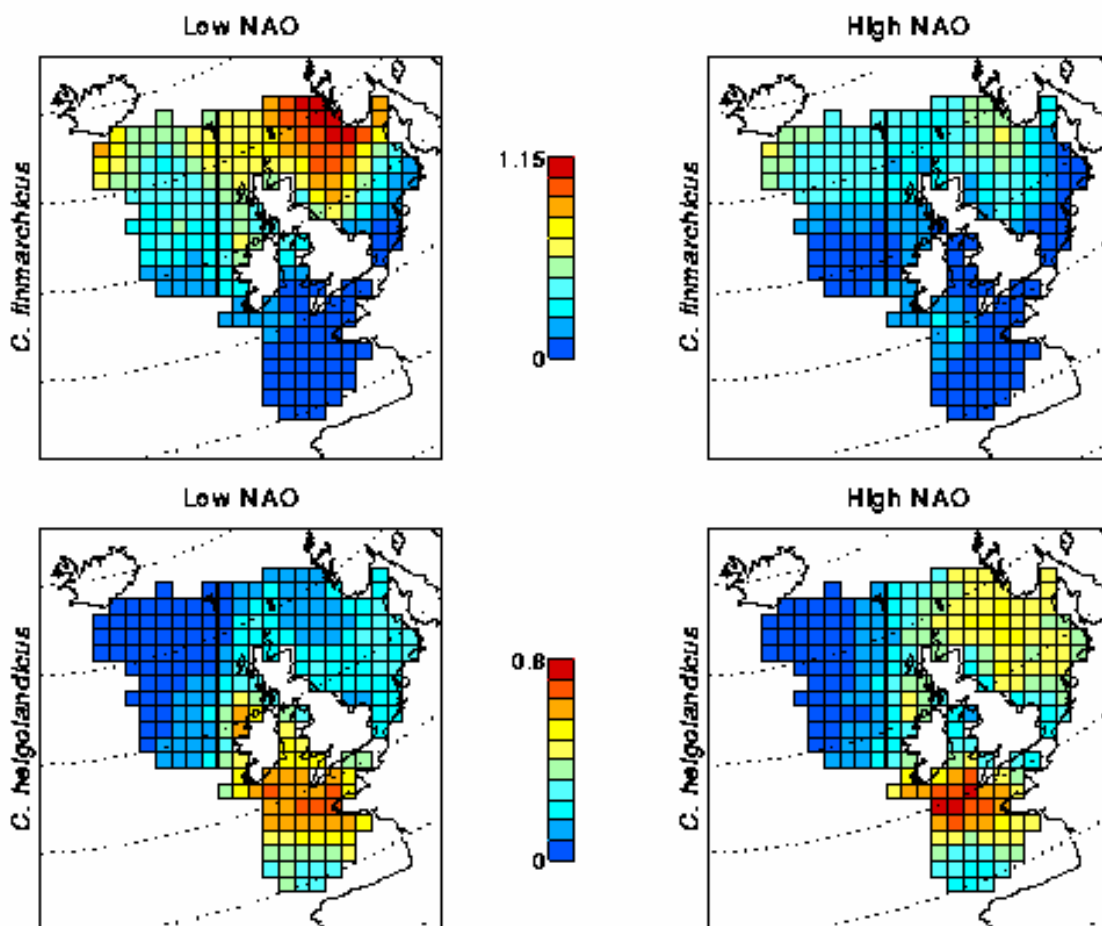 Low NAO
High NAO
C. finmarchicus
1.15
0
C. finmarchicus
Low NAO
High NAO
C. helgolandicus
0.8
0
C. helgolandicus